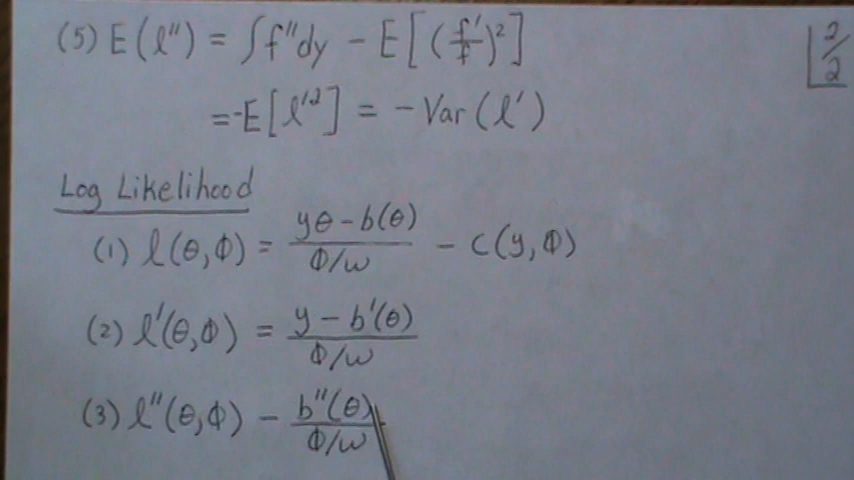 (5) E(ℓ'') = ∫f''dy − E[(f'/f)²]
2/2
=-E[ℓ'²] = − Var(ℓ')
Log Likelihood
(1) ℓ(θ,Φ) = yθ − b(θ) / Φ/w − c(y,Φ)
(2) ℓ'(θ,Φ) = y − b'(θ) / Φ/w
(3) ℓ''(θ,Φ) − b''(θ) / Φ/w